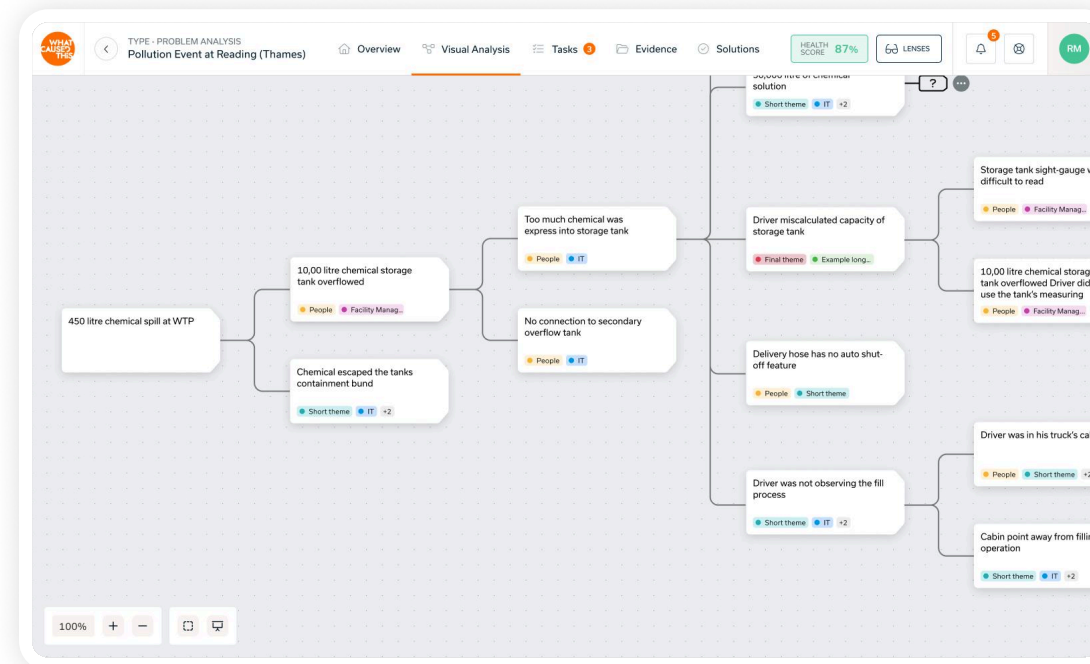 WHAT
CAUSED
THIS
TYPE - PROBLEM ANALYSIS
Pollution Event at Reading (Thames)
Overview
Visual Analysis
Tasks 3
Evidence
Solutions
HEALTH
SCORE 87%
LENSES
5
RM
solution
Short theme IT +2
?
Storage tank sight-gauge
difficult to read
People Facility Manag...
Too much chemical was
express into storage tank
People IT
Driver miscalculated capacity of
storage tank
Final theme Example long...
10,00 litre chemical storage
tank overflowed
People Facility Manag...
10,00 litre chemical storag
tank overflowed Driver did
use the tank's measuring
People Facility Manag...
450 litre chemical spill at WTP
No connection to secondary
overflow tank
People IT
Delivery hose has no auto shut-
off feature
People Short theme
Chemical escaped the tanks
containment bund
Short theme IT +2
Driver was in his truck's ca
People Short theme +2
Driver was not observing the fill
process
Short theme IT +2
Cabin point away from fillin
operation
Short theme IT +2
100% + −